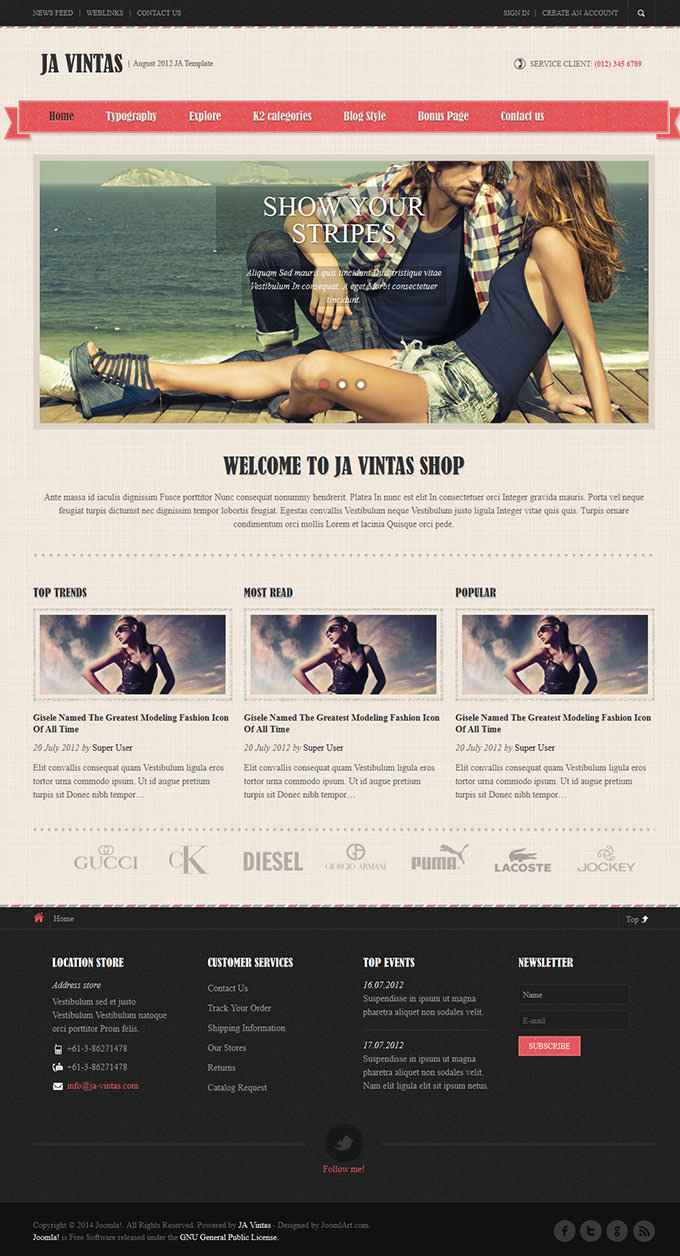 NEWS FEED | WEBLINKS | CONTACT US
SIGN IN | CREATE AN ACCOUNT
JA VINTAS | August 2012 JA Template
SERVICE CLIENT: (012) 345 6789
Home Typography Explore K2 categories Blog Style Bonus Page Contact us
SHOW YOUR
STRIPES
Aliquam Sed mauris quis tincidunt Duis tristique vitae
Vestibulum In consequat. A eget Morbi consectetuer
tincidunt.
WELCOME TO JA VINTAS SHOP
Ante massa id iaculis dignissim Fusce porttitor Nunc consequat nonummy hendrerit. Platea In nunc est elit In consectetuer orci Integer gravida mauris. Porta vel neque
feugiat turpis dictumst nec dignissim tempor lobortis feugiat. Egestas convallis Vestibulum neque Vestibulum justo ligula Integer vitae quis quis. Turpis ornare
condimentum orci mollis Lorem et lacinia Quisque orci pede.
TOP TRENDS
Gisele Named The Greatest Modeling Fashion Icon
Of All Time
20 July 2012 by Super User
Elit convallis consequat quam Vestibulum ligula eros
tortor urna commodo ipsum. Ut id augue pretium
turpis sit Donec nibh tempor…
MOST READ
Gisele Named The Greatest Modeling Fashion Icon
Of All Time
20 July 2012 by Super User
Elit convallis consequat quam Vestibulum ligula eros
tortor urna commodo ipsum. Ut id augue pretium
turpis sit Donec nibh tempor…
POPULAR
Gisele Named The Greatest Modeling Fashion Icon
Of All Time
20 July 2012 by Super User
Elit convallis consequat quam Vestibulum ligula eros
tortor urna commodo ipsum. Ut id augue pretium
turpis sit Donec nibh tempor…
GUCCI CK DIESEL GIORGIO ARMANI PUMA LACOSTE JOCKEY
Home
Top
LOCATION STORE
Address store
Vestibulum sed et justo
Vestibulum Vestibulum natoque
orci porttitor Proin felis.
+61-3-86271478
+61-3-86271478
info@ja-vintas.com
CUSTOMER SERVICES
Contact Us
Track Your Order
Shipping Information
Our Stores
Returns
Catalog Request
TOP EVENTS
16.07.2012
Suspendisse in ipsum ut magna
pharetra aliquet non sodales velit.
17.07.2012
Suspendisse in ipsum ut magna
pharetra aliquet non sodales velit.
Nam elit ligula elit sit ipsum netus.
NEWSLETTER
Name
E-mail
SUBSCRIBE
Follow me!
Copyright © 2014 Joomla!. All Rights Reserved. Powered by JA Vintas - Designed by JoomlArt.com.
Joomla! is Free Software released under the GNU General Public License.